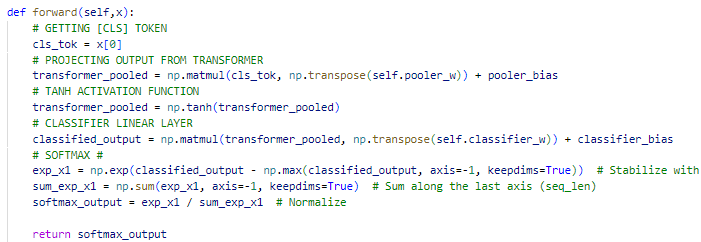 def forward(self,x):
    # GETTING [CLS] TOKEN
    cls_tok = x[0]
    # PROJECTING OUTPUT FROM TRANSFORMER
    transformer_pooled = np.matmul(cls_tok, np.transpose(self.pooler_w)) + pooler_bias
    # TANH ACTIVATION FUNCTION
    transformer_pooled = np.tanh(transformer_pooled)
    # CLASSIFIER LINEAR LAYER
    classified_output = np.matmul(transformer_pooled, np.transpose(self.classifier_w)) + classifier_bias
    # SOFTMAX #
    exp_x1 = np.exp(classified_output - np.max(classified_output, axis=-1, keepdims=True))  # Stabilize with
    sum_exp_x1 = np.sum(exp_x1, axis=-1, keepdims=True)  # Sum along the last axis (seq_len)
    softmax_output = exp_x1 / sum_exp_x1  # Normalize
    return softmax_output